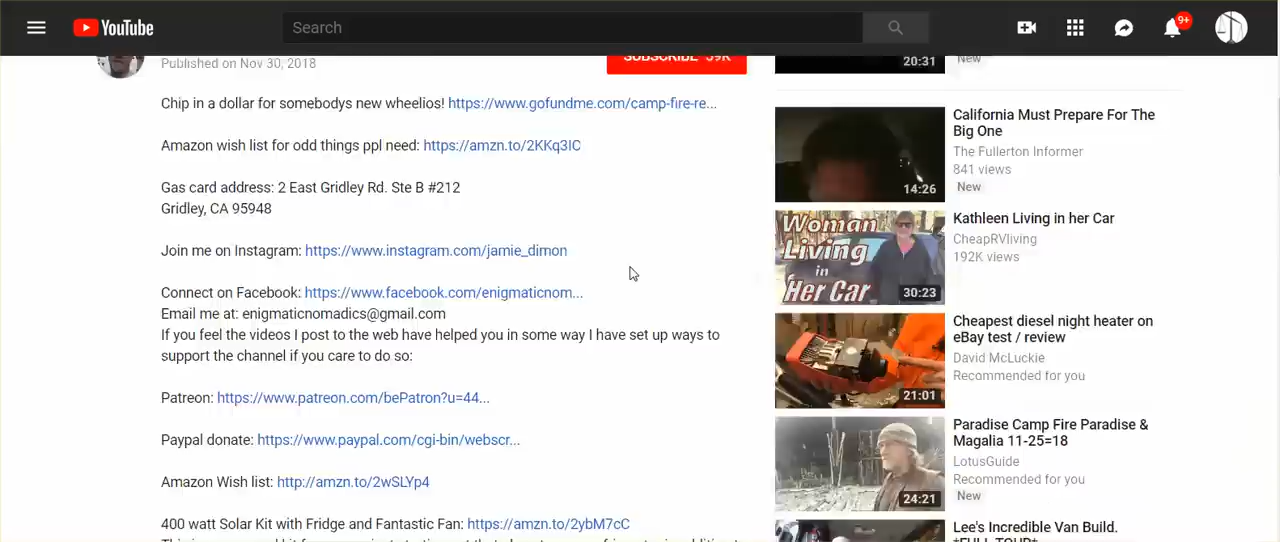 YouTube
Search
9+
Published on Nov 30, 2018
SUBSCRIBE 59K
Chip in a dollar for somebodys new wheelios! https://www.gofundme.com/camp-fire-re...
Amazon wish list for odd things ppl need: https://amzn.to/2KKq3IC
Gas card address: 2 East Gridley Rd. Ste B #212
Gridley, CA 95948
Join me on Instagram: https://www.instagram.com/jamie_dimon
Connect on Facebook: https://www.facebook.com/enigmaticnom...
Email me at: enigmaticnomadics@gmail.com
If you feel the videos I post to the web have helped you in some way I have set up ways to
support the channel if you care to do so:
Patreon: https://www.patreon.com/bePatron?u=44...
Paypal donate: https://www.paypal.com/cgi-bin/webscr...
Amazon Wish list: http://amzn.to/2wSLYp4
400 watt Solar Kit with Fridge and Fantastic Fan: https://amzn.to/2ybM7cC
20:31
New
14:26
California Must Prepare For The
Big One
The Fullerton Informer
841 views
New
Woman
Living
in
Her Car
30:23
Kathleen Living in her Car
CheapRVliving
192K views
21:01
Cheapest diesel night heater on
eBay test / review
David McLuckie
Recommended for you
24:21
Paradise Camp Fire Paradise &
Magalia 11-25=18
LotusGuide
Recommended for you
New
Lee's Incredible Van Build.
*FULL TOUR*